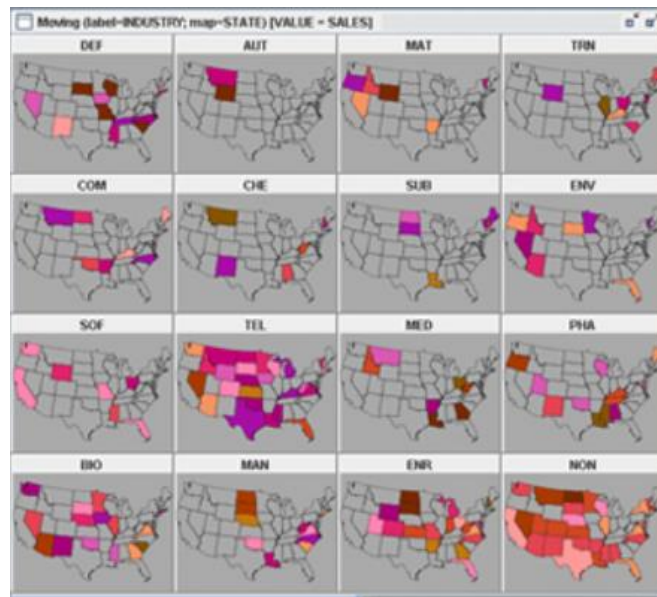 Moving (label=INDUSTRY; map=STATE) [VALUE = SALES]
DEF AUT MAT TRN
COM CHE SUB ENV
SOF TEL MED PHA
BIO MAN ENR NON